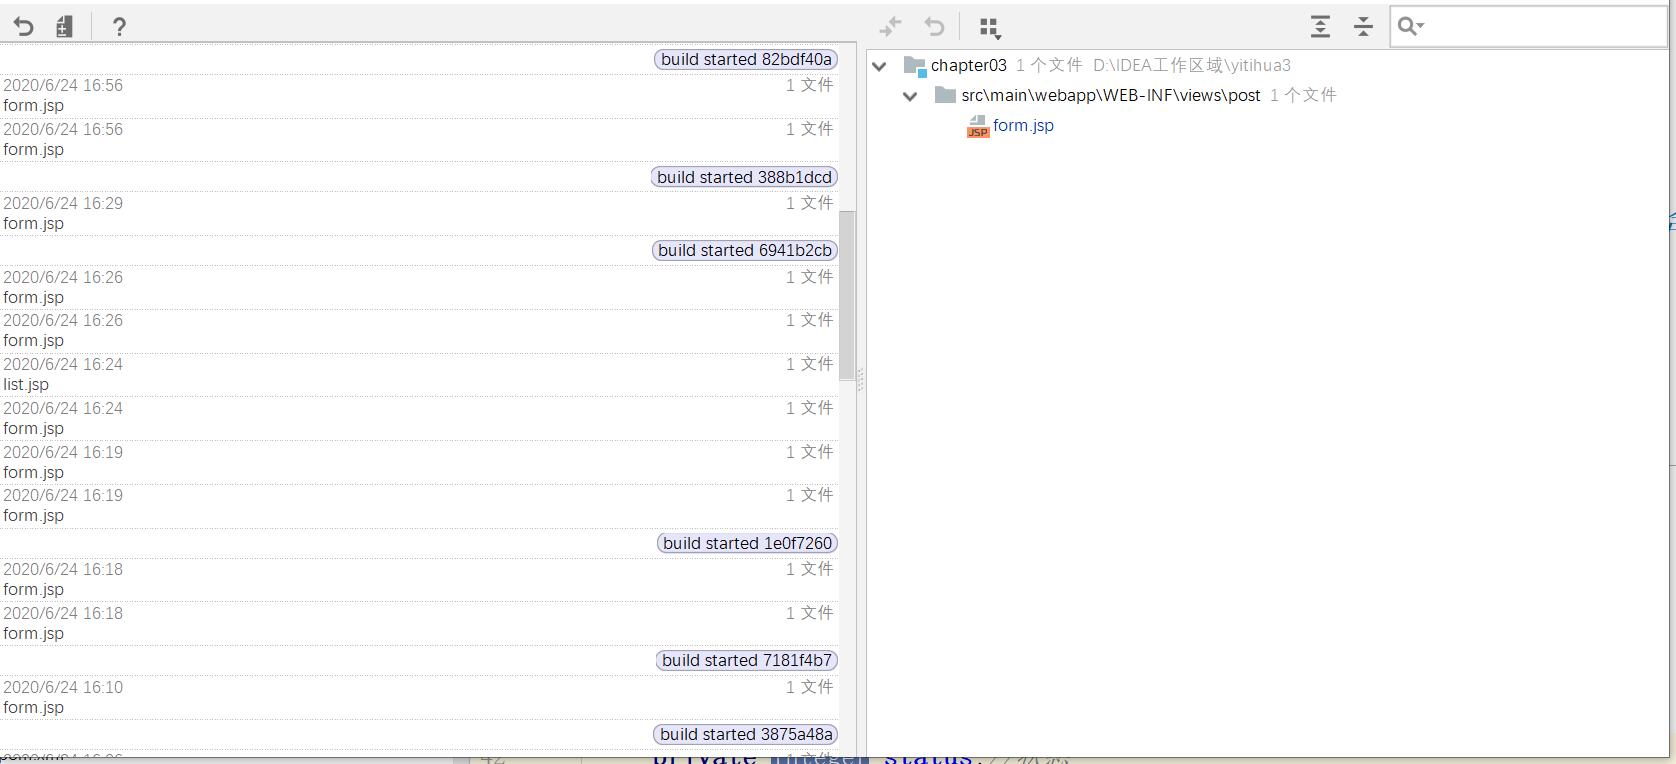 build started 82bdf40a
2020/6/24 16:56 1 文件
form.jsp
2020/6/24 16:56 1 文件
form.jsp
build started 388b1dcd
2020/6/24 16:29 1 文件
form.jsp
build started 6941b2cb
2020/6/24 16:26 1 文件
form.jsp
2020/6/24 16:26 1 文件
form.jsp
2020/6/24 16:24 1 文件
list.jsp
2020/6/24 16:24 1 文件
form.jsp
2020/6/24 16:19 1 文件
form.jsp
2020/6/24 16:19 1 文件
form.jsp
build started 1e0f7260
2020/6/24 16:18 1 文件
form.jsp
2020/6/24 16:18 1 文件
form.jsp
build started 7181f4b7
2020/6/24 16:10 1 文件
form.jsp
build started 3875a48a
chapter03 1 个文件 D:\IDEA工作区域\yitihua3
src\main\webapp\WEB-INF\views\post 1 个文件
JSP form.jsp
42 private Integer status;